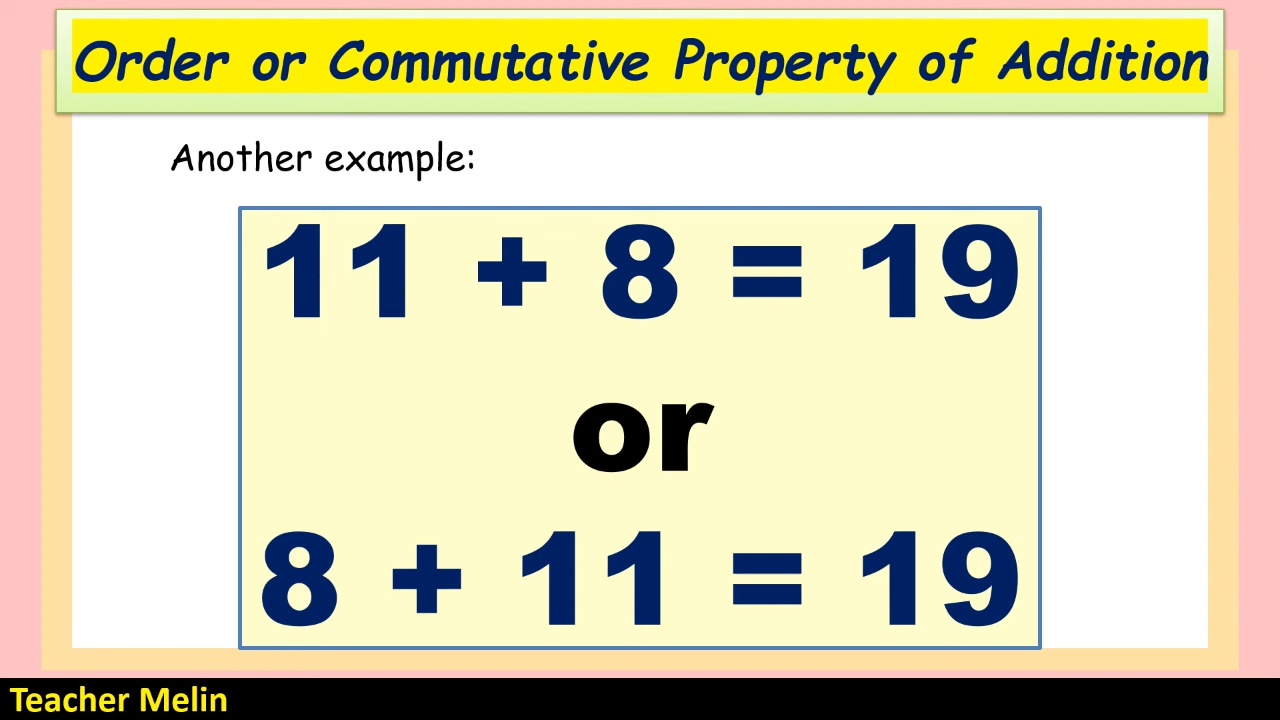 Order or Commutative Property of Addition
Another example:
11 + 8 = 19
or
8 + 11 = 19
Teacher Melin